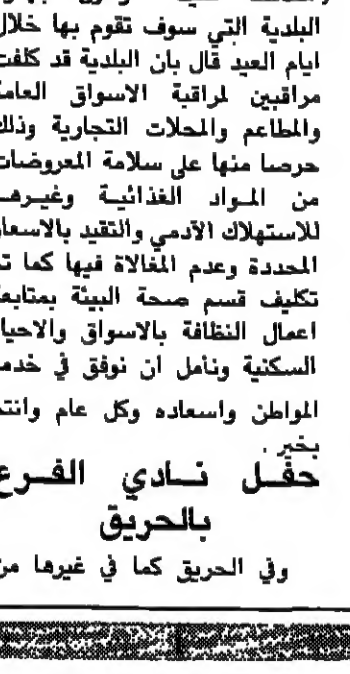 البلدية التي سوف تقوم بها خلال
ايام العيد قال بان البلدية قد كلفت
مراقبين لمراقبة الاسواق العامة
والمطاعم والمحلات التجارية وذلك
حرصا منها على سلامة المعروضات
من المواد الغذائية وغيرها
للاستهلاك الآدمي والتقيد بالاسعار
المحددة وعدم المغالاة فيها كما تم
تكليف قسم صحة البيئة بمتابعة
اعمال النظافة بالاسواق والاحياء
السكنية ونأمل ان نوفق في خدمة
المواطن واسعاده وكل عام وانتم
بخير .
حفل نادي الفرع
بالحريق
وفي الحريق كما في غيرها من